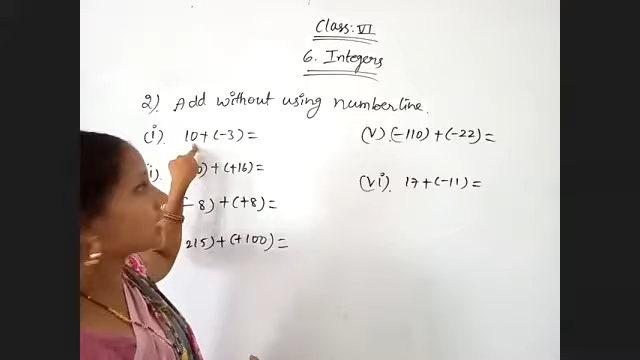 Class: VI
6. Integers
2). Add without using numberline.
(i). 10+(-3)=
0) + (+16)=
-8) + (+8)=
215) + (+100)=
(V). (-110) + (-22)=
(Vi). 17+(-11)=